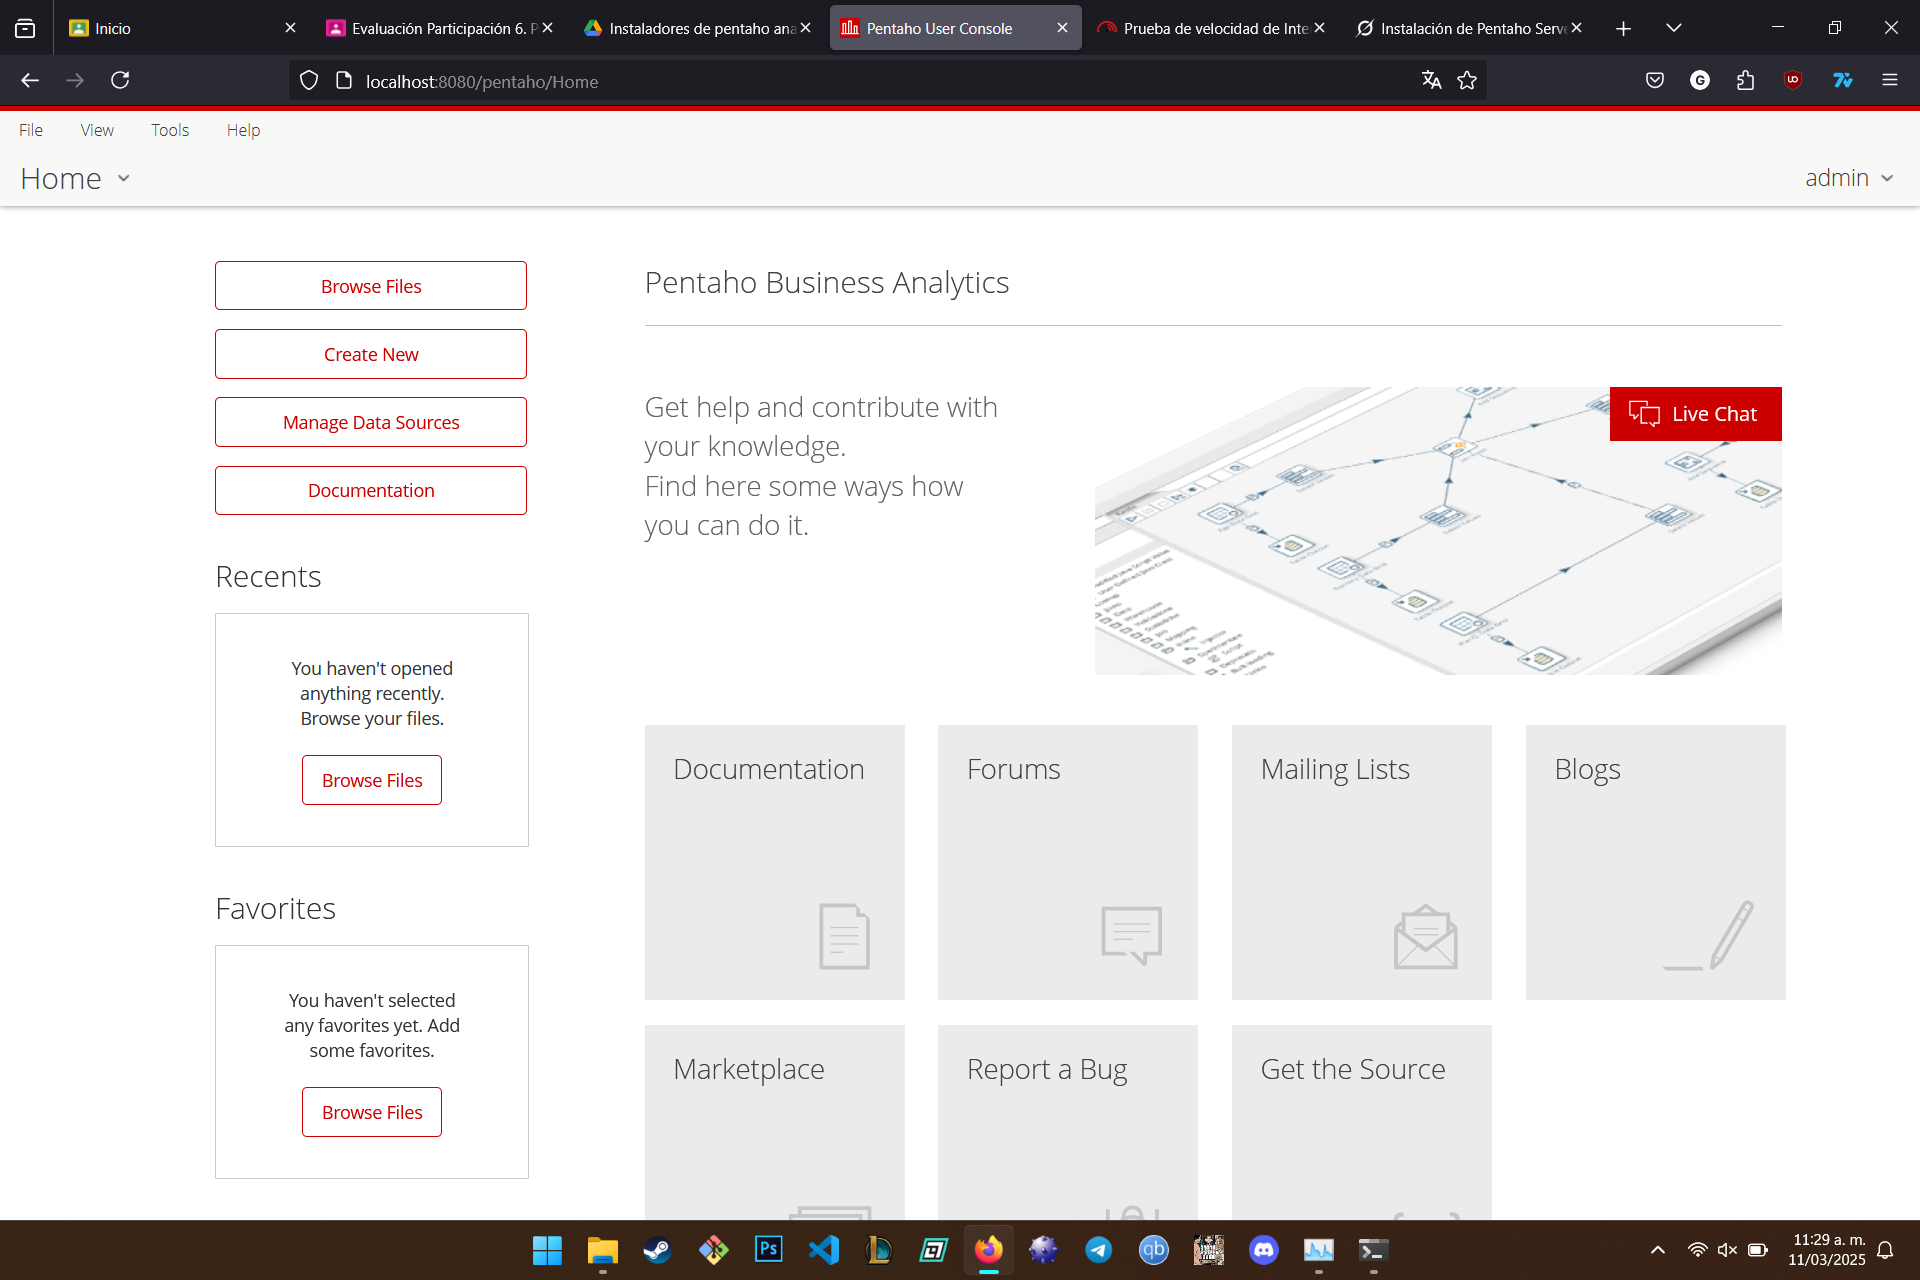 Inicio
Evaluación Participación 6. P
Instaladores de pentaho ana
Pentaho User Console
Prueba de velocidad de Inte
Instalación de Pentaho Serve
localhost:8080/pentaho/Home
File View Tools Help
Home
admin
Browse Files
Create New
Manage Data Sources
Documentation
Recents
You haven't opened
anything recently.
Browse your files.
Browse Files
Favorites
You haven't selected
any favorites yet. Add
some favorites.
Browse Files
Pentaho Business Analytics
Get help and contribute with
your knowledge.
Find here some ways how
you can do it.
Live Chat
Documentation
Forums
Mailing Lists
Blogs
Marketplace
Report a Bug
Get the Source
Ps
qb
11:29 a. m.
11/03/2025